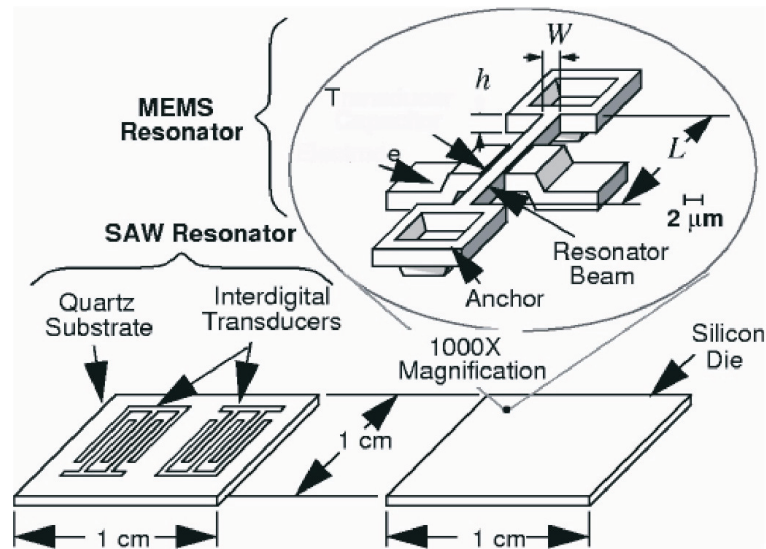 W
h
T
MEMS
Resonator
e
L
2 μm
SAW Resonator
Resonator
Beam
Anchor
Quartz
Substrate
Interdigital
Transducers
1000X
Magnification
Silicon
Die
1 cm
1 cm
1 cm